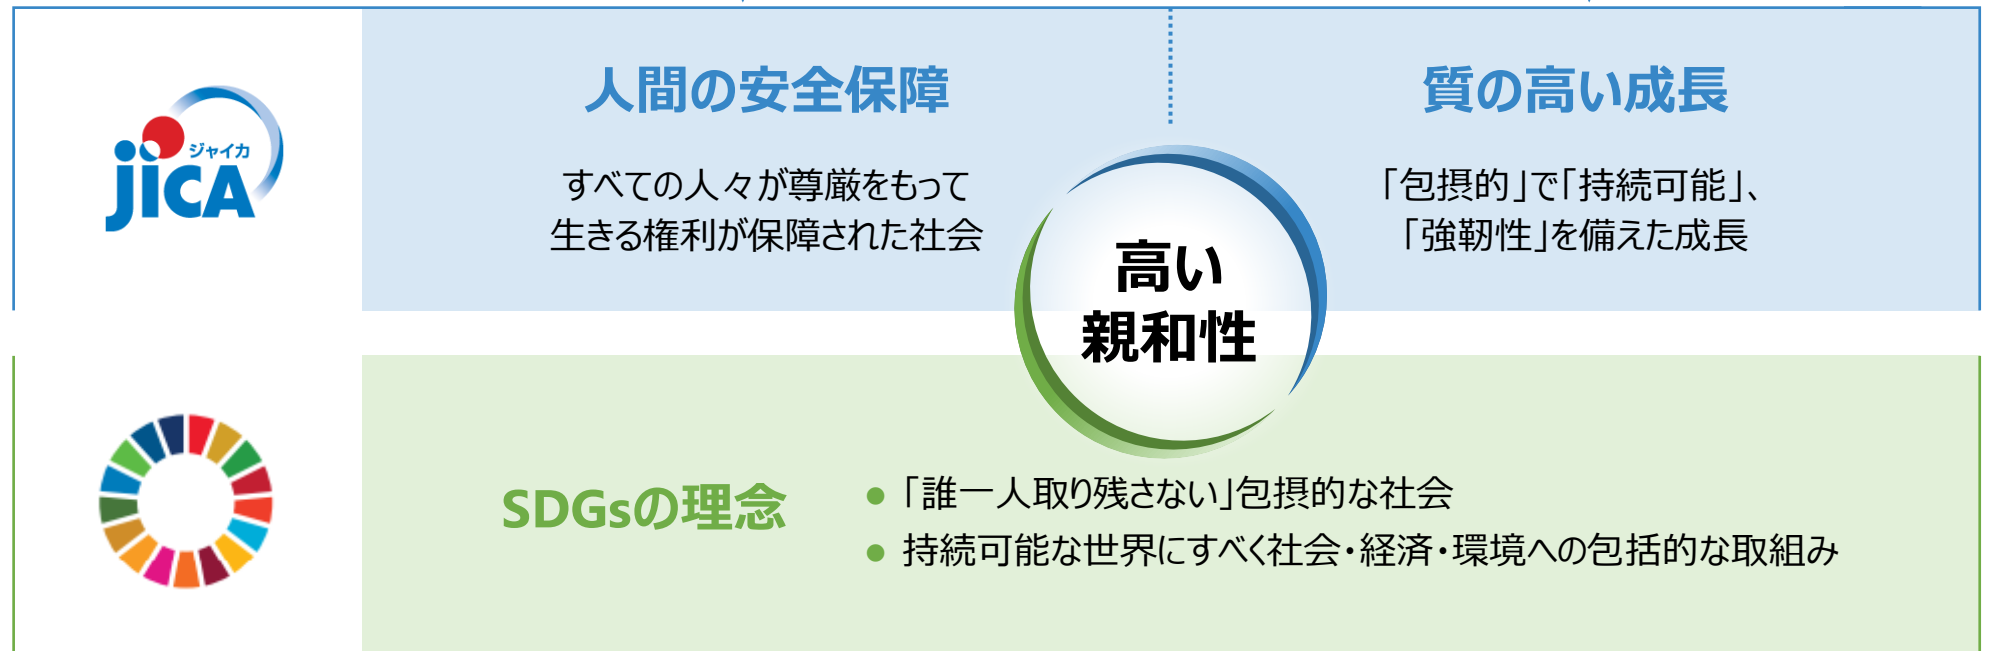 人間の安全保障
質の高い成長
ジャイカ
jICA
すべての人々が尊厳をもって
生きる権利が保障された社会
「包摂的」で「持続可能」、
「強靭性」を備えた成長
高い
親和性
SDGsの理念
● 「誰一人取り残さない」包摂的な社会
● 持続可能な世界にすべく社会・経済・環境への包括的な取組み